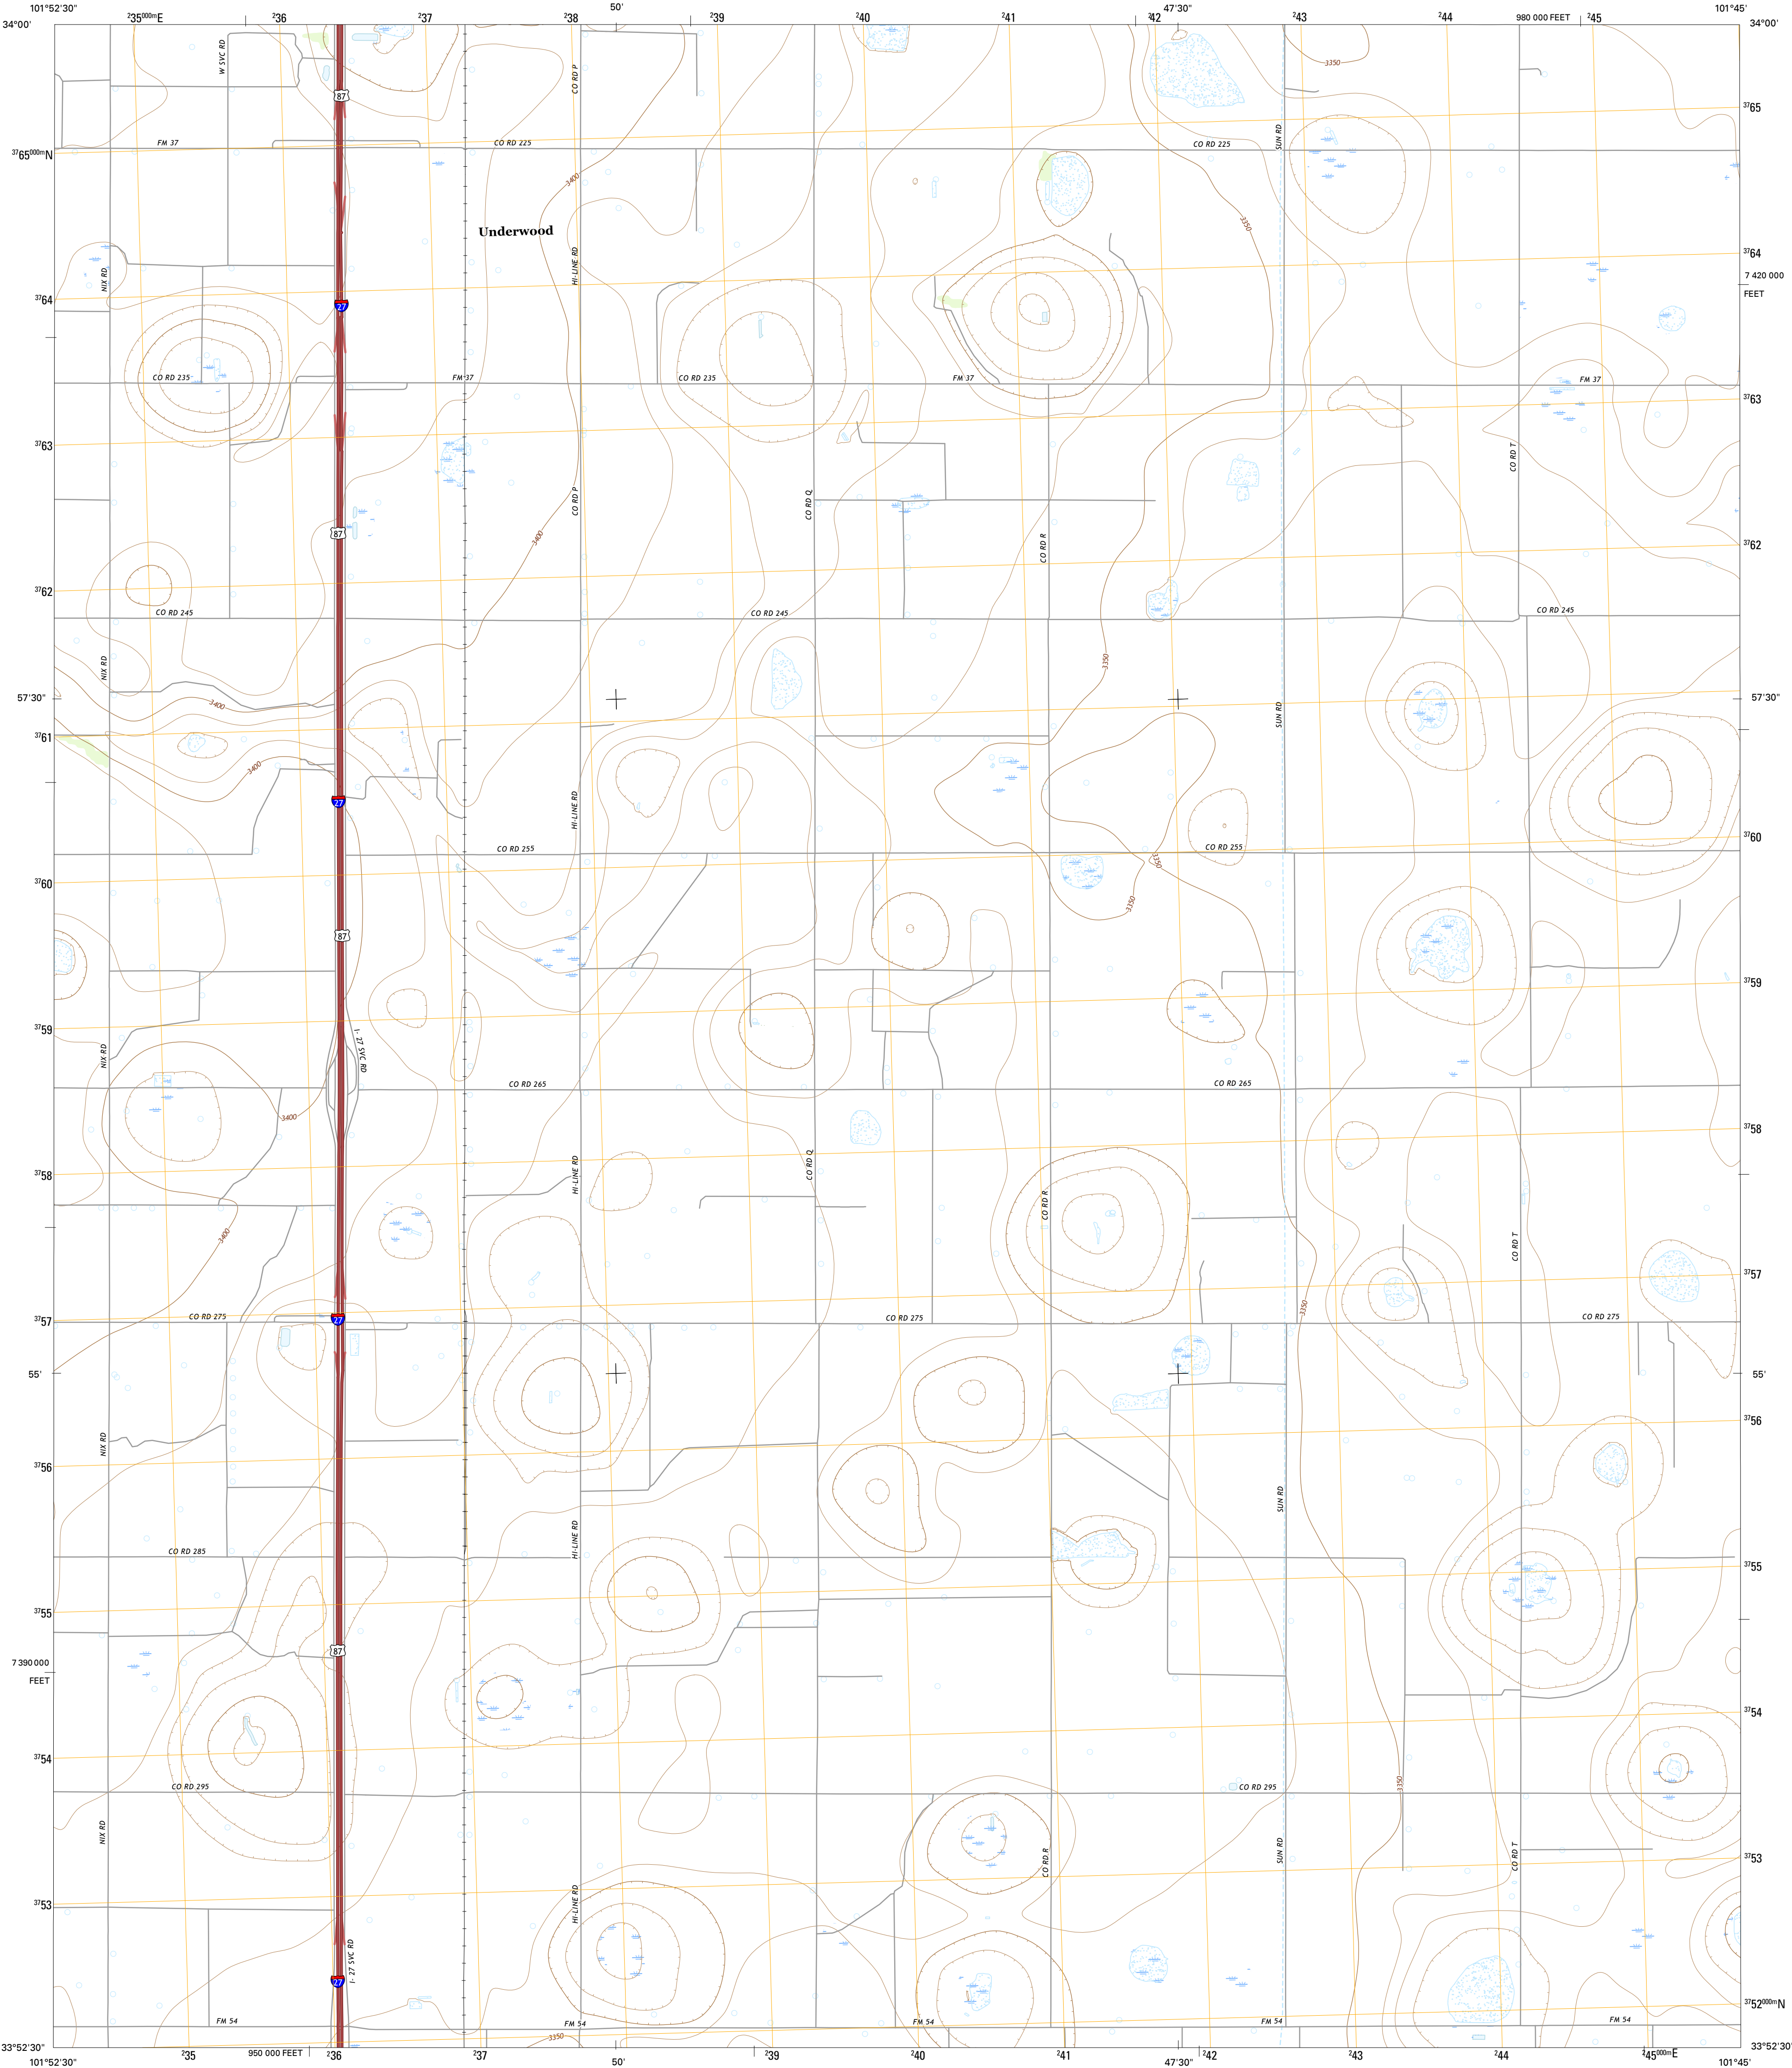 101°52'30" ²35⁰⁰⁰ᵐE ²36 ²37 ²38 50' ²39 ²40 ²41 ²42 47'30" ²43 ²44 980 000 FEET ²45 101°45'
34°00' 34°00'
W SVC RD
CO RD P
3350
87
³⁷65
SUN RD
FM 37 CO RD 225 CO RD 225
³⁷65⁰⁰⁰ᵐN
3400
3350
Underwood
³⁷64
NIX RD HI-LINE RD
7 420 000
FEET
³⁷64
27
CO RD 235 FM 37 CO RD 235 FM 37 FM 37
³⁷63
³⁷63
CO RD T
CO RD P CO RD Q
87
3400
CO RD R
³⁷62
³⁷62
CO RD 245 CO RD 245 CO RD 245
NIX RD
3350
57'30" 57'30"
3400
SUN RD
³⁷61
3400
27
HI-LINE RD
³⁷60
CO RD 255 CO RD 255
3350
³⁷60
3350
87
³⁷59
³⁷59
NIX RD
I- 27 SVC RD
CO RD 265 CO RD 265
3400
³⁷58
³⁷58
HI-LINE RD
CO RD Q
CO RD R
3400
CO RD T
³⁷57
3350
³⁷57
CO RD 275 27 CO RD 275 CO RD 275
55' 55'
³⁷56
NIX RD
³⁷56
SUN RD
HI-LINE RD
CO RD 285
³⁷55
³⁷55
87
7 390 000
FEET
³⁷54
³⁷54
CO RD 295 CO RD 295
3350
NIX RD
SUN RD
CO RD R
CO RD T
³⁷53
³⁷53
HI-LINE RD
I- 27 SVC RD
27
³⁷52⁰⁰⁰ᵐN
FM 54 FM 54 FM 54 FM 54 FM 54
3350
33°52'30" 33°52'30"
²35 950 000 FEET ²36 ²37 ²39 ²40 ²41 ²42 ²43 ²44 ²45⁰⁰⁰ᵐE
101°52'30" 50' 47'30" 101°45'